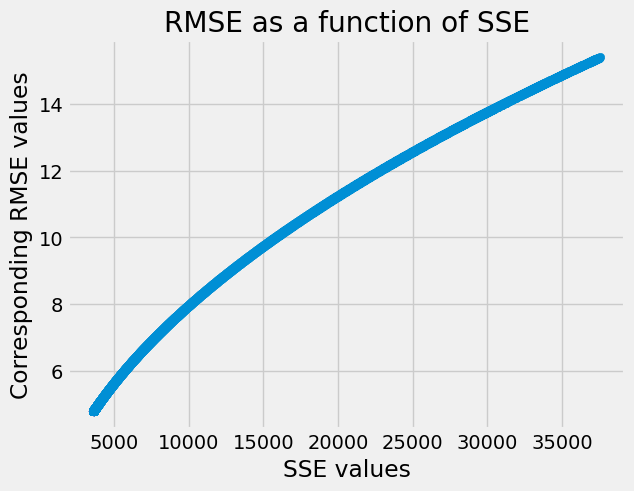 RMSE as a function of SSE
Corresponding RMSE values
14
12
10
8
6
5000 10000 15000 20000 25000 30000 35000
SSE values